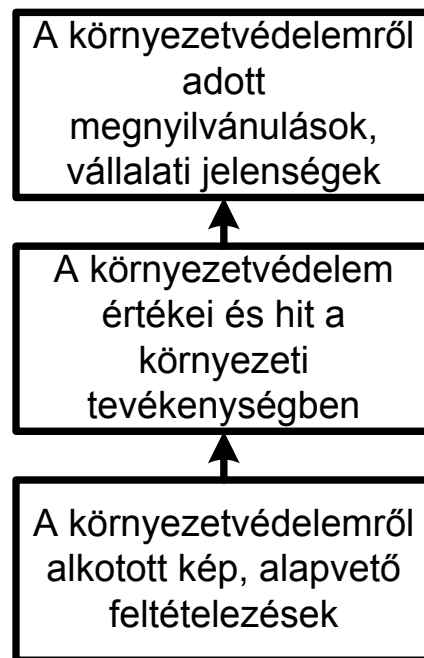 A környezetvédelemről
adott
megnyilvánulások,
vállalati jelenségek
A környezetvédelem
értékei és hit a
környezeti
tevékenységben
A környezetvédelemről
alkotott kép, alapvető
feltételezések